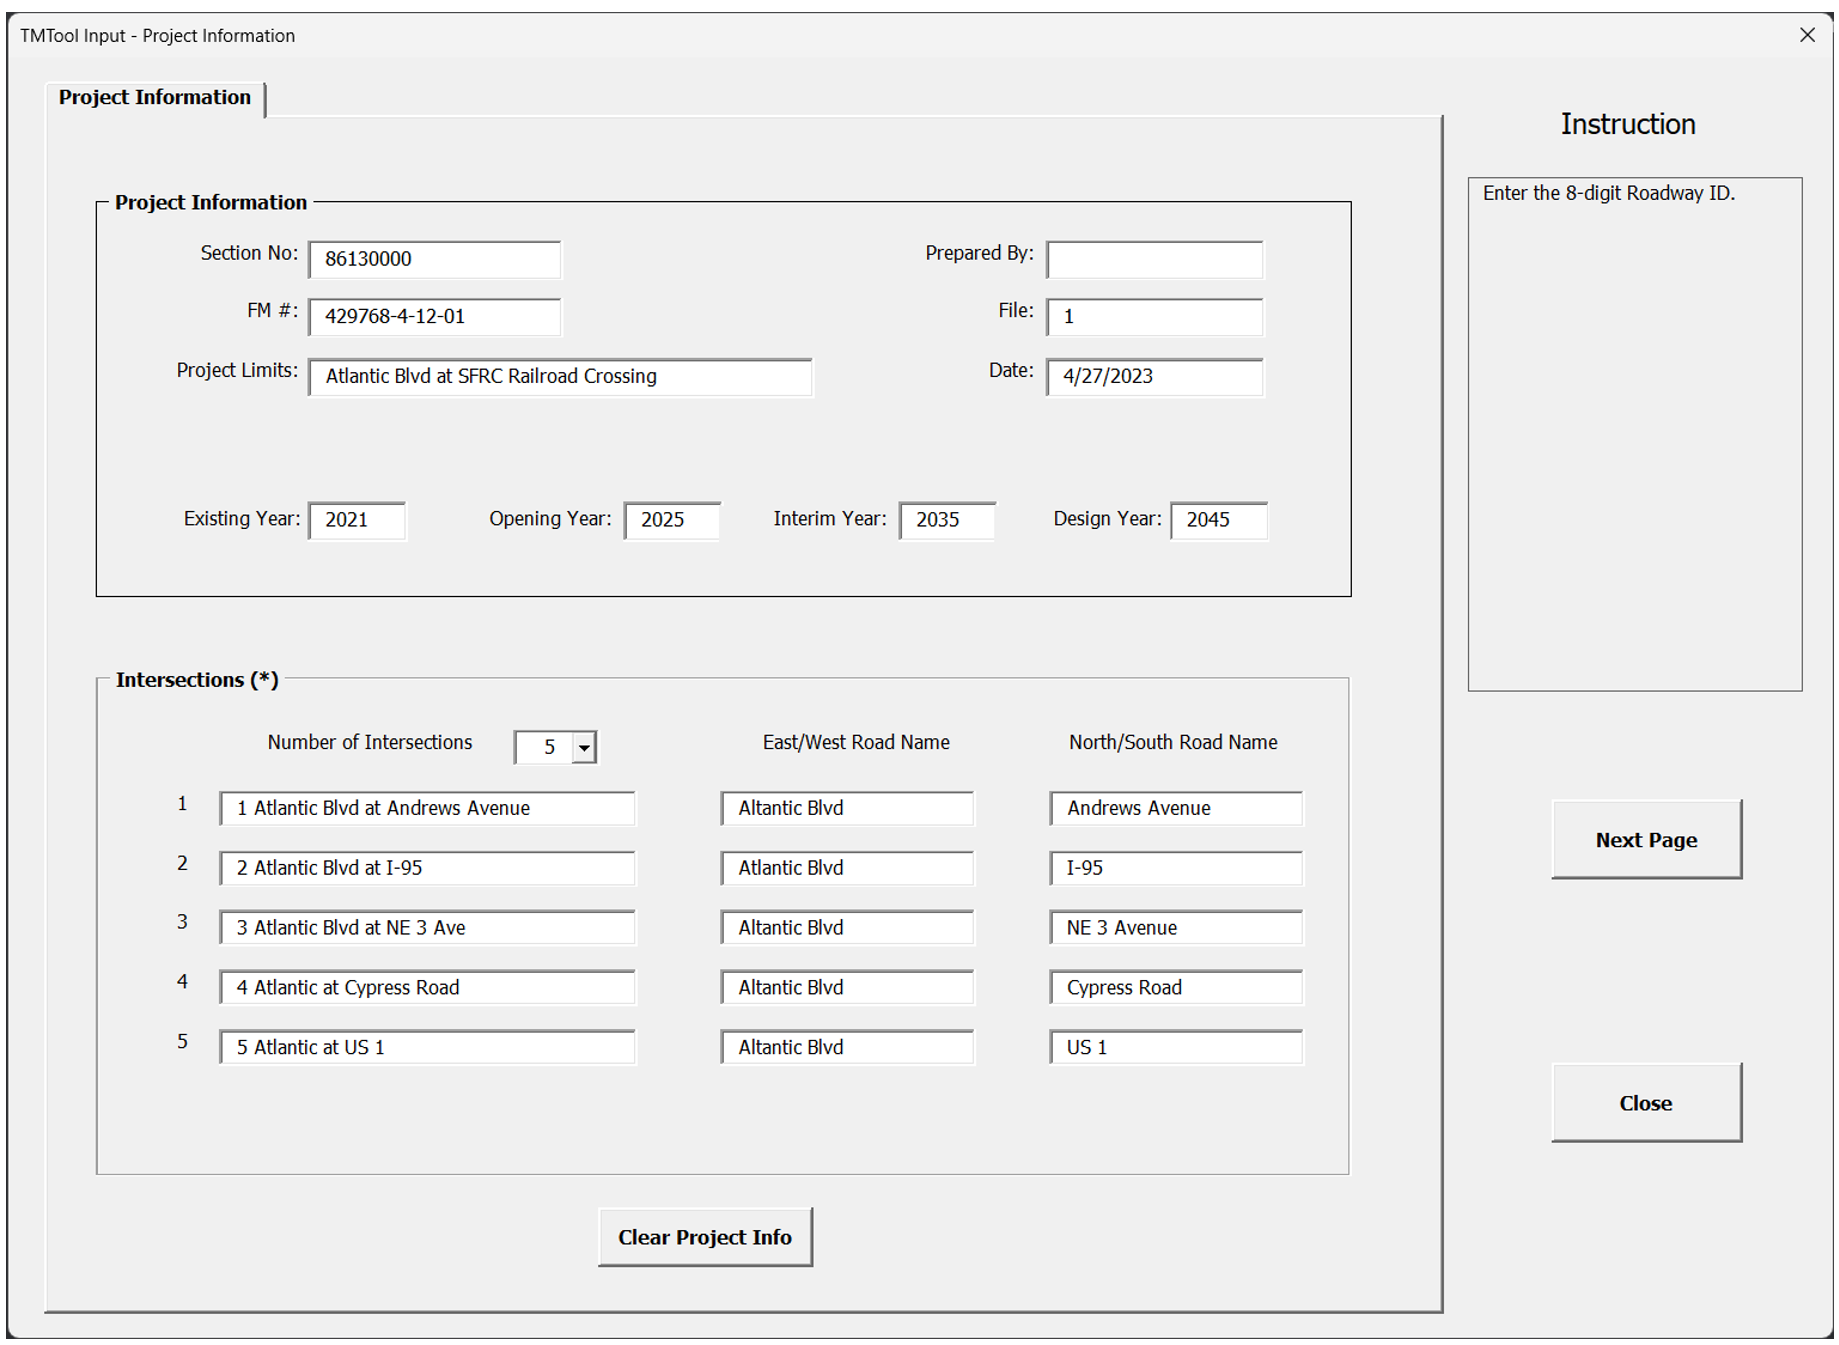 TMTool Input - Project Information
Project Information
Instruction
Enter the 8-digit Roadway ID.
Project Information
Section No: 86130000 Prepared By:
FM #: 429768-4-12-01 File: 1
Project Limits: Atlantic Blvd at SFRC Railroad Crossing Date: 4/27/2023
Existing Year: 2021 Opening Year: 2025 Interim Year: 2035 Design Year: 2045
Intersections (*)
Number of Intersections 5 East/West Road Name North/South Road Name
1 1 Atlantic Blvd at Andrews Avenue Altantic Blvd Andrews Avenue
2 2 Atlantic Blvd at I-95 Atlantic Blvd I-95
3 3 Atlantic Blvd at NE 3 Ave Altantic Blvd NE 3 Avenue
4 4 Atlantic at Cypress Road Altantic Blvd Cypress Road
5 5 Atlantic at US 1 Altantic Blvd US 1
Next Page
Close
Clear Project Info